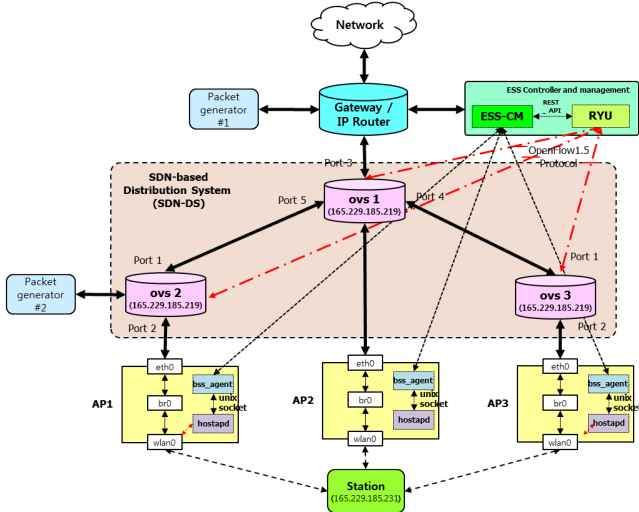 Network
Packet
generator
#1
Gateway /
IP Router
ESS Controller and management
ESS-CM
REST
API
RYU
OpenFlow1.5
Protocol
Port 3
SDN-based
Distribution System
(SDN-DS)
ovs 1
(165.229.185.219)
Port 5
Port 4
Port 1
Port 1
Packet
generator
#2
ovs 2
(165.229.185.219)
ovs 3
(165.229.185.219)
Port 2
Port 2
AP1
eth0
br0
wlan0
bss_agent
unix
socket
hostapd
AP2
eth0
br0
wlan0
bss_agent
unix
socket
hostapd
AP3
eth0
br0
wlan0
bss_agent
unix
socket
hostapd
Station
(165.229.185.231)